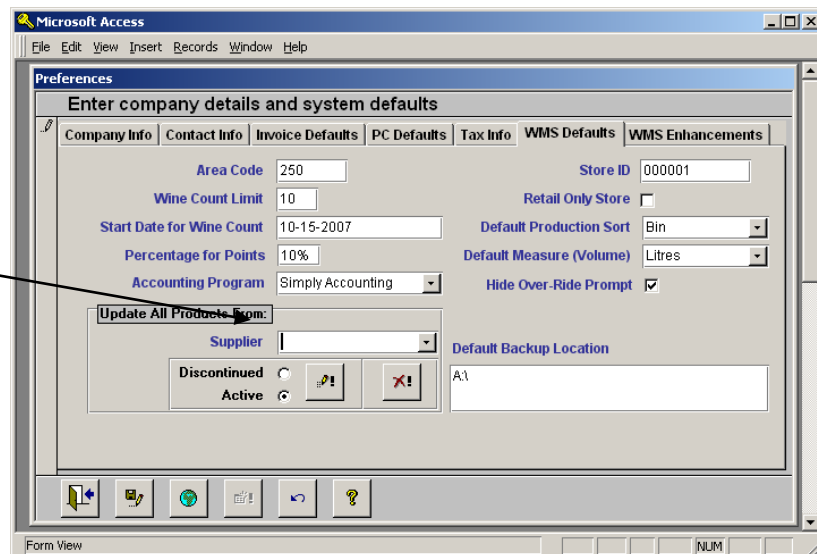 Microsoft Access
File Edit View Insert Records Window Help
Preferences
Enter company details and system defaults
Company Info Contact Info Invoice Defaults PC Defaults Tax Info WMS Defaults WMS Enhancements
Area Code 250 Store ID 000001
Wine Count Limit 10 Retail Only Store
Start Date for Wine Count 10-15-2007 Default Production Sort Bin
Percentage for Points 10% Default Measure (Volume) Litres
Accounting Program Simply Accounting Hide Over-Ride Prompt
Update All Products From:
Supplier Default Backup Location
Discontinued A:\
Active
Form View NUM